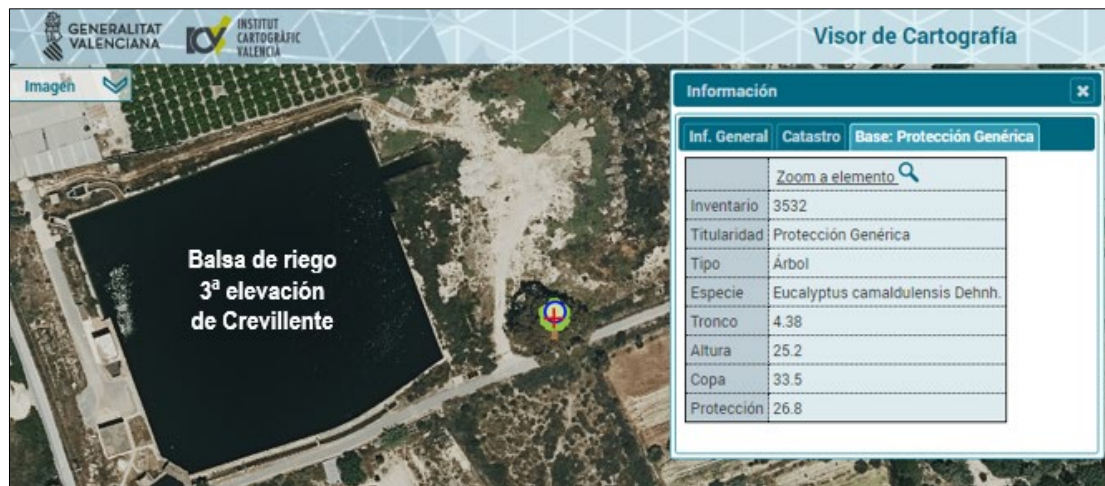 GENERALITAT
VALENCIANA
INSTITUT
CARTOGRÀFIC
VALENCIÀ
Visor de Cartografía
Imagen
Balsa de riego
3ª elevación
de Crevillente
Información
Inf. General Catastro Base: Protección Genérica
Zoom a elemento
Inventario 3532
Titularidad Protección Genérica
Tipo Árbol
Especie Eucalyptus camaldulensis Dehnh.
Tronco 4.38
Altura 25.2
Copa 33.5
Protección 26.8